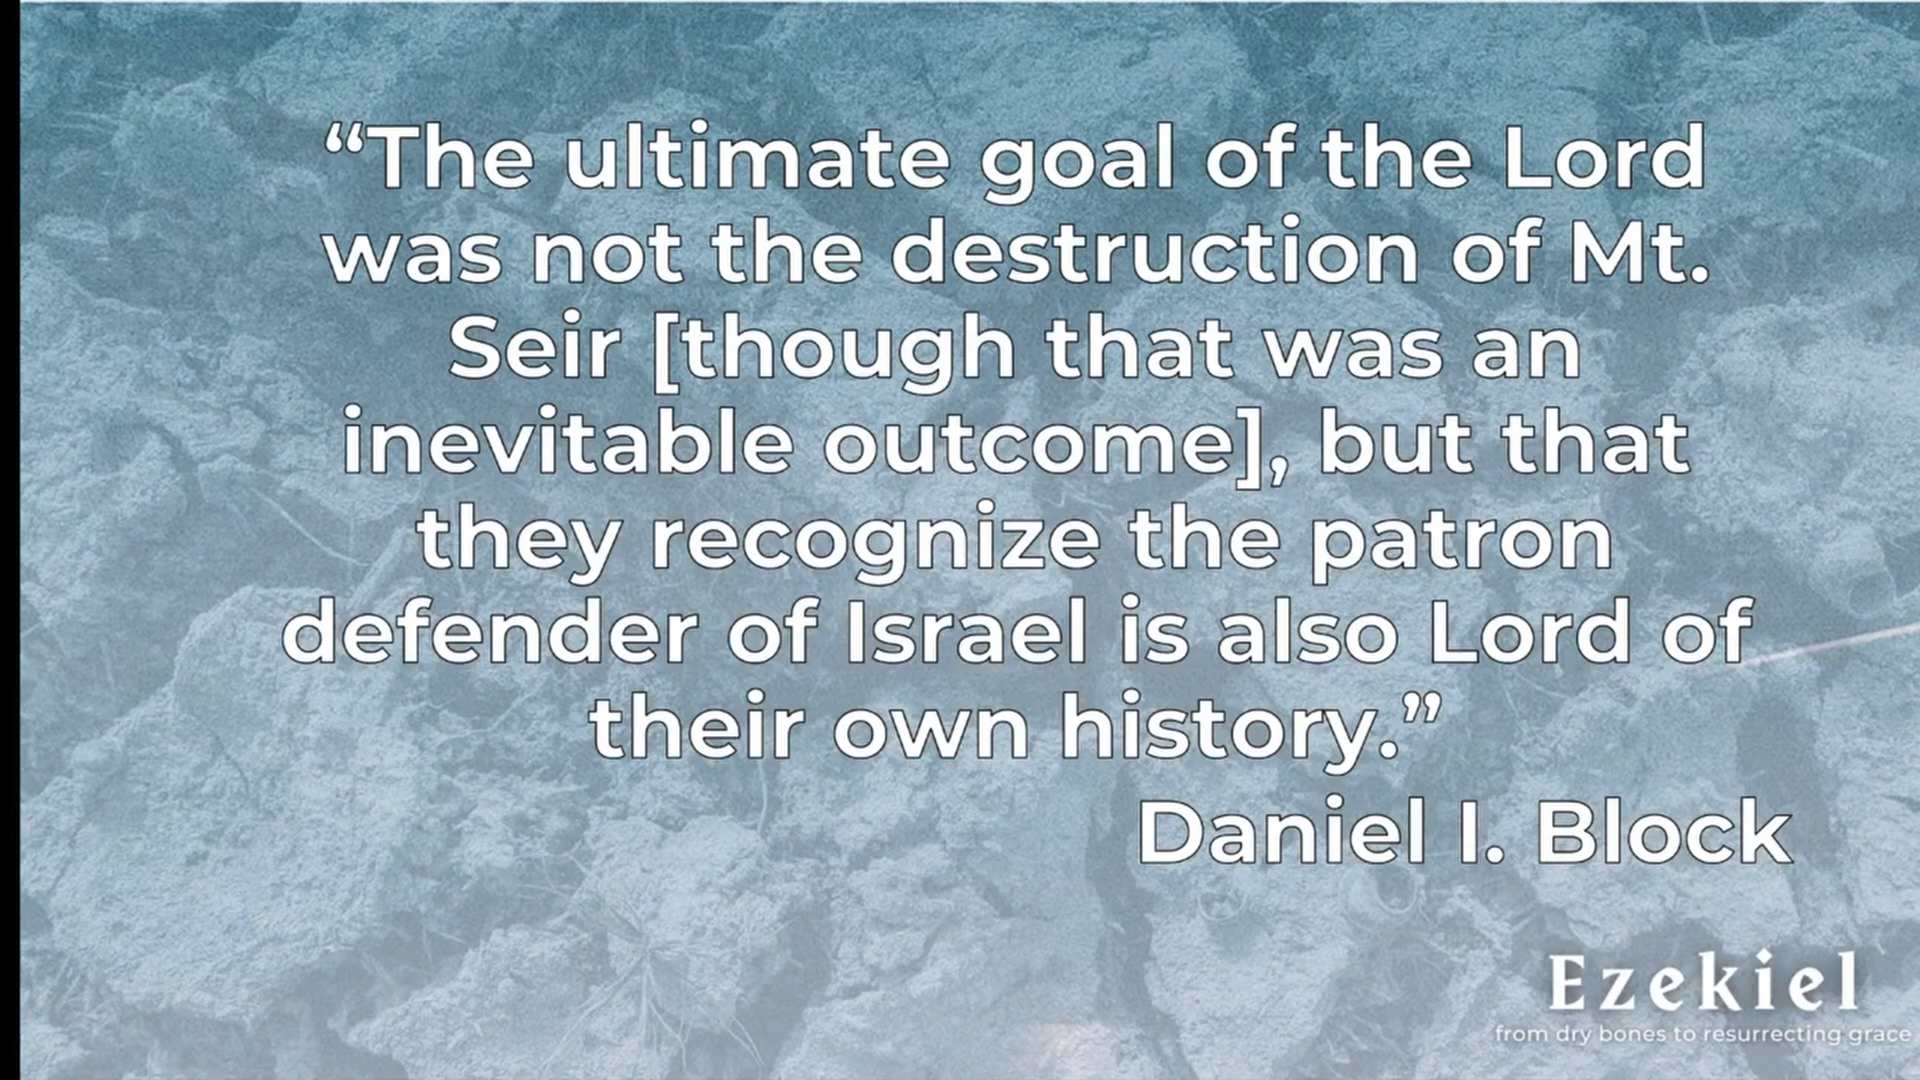 “The ultimate goal of the Lord
was not the destruction of Mt.
Seir [though that was an
inevitable outcome], but that
they recognize the patron
defender of Israel is also Lord of
their own history.”
Daniel I. Block
Ezekiel
from dry bones to resurrecting grace